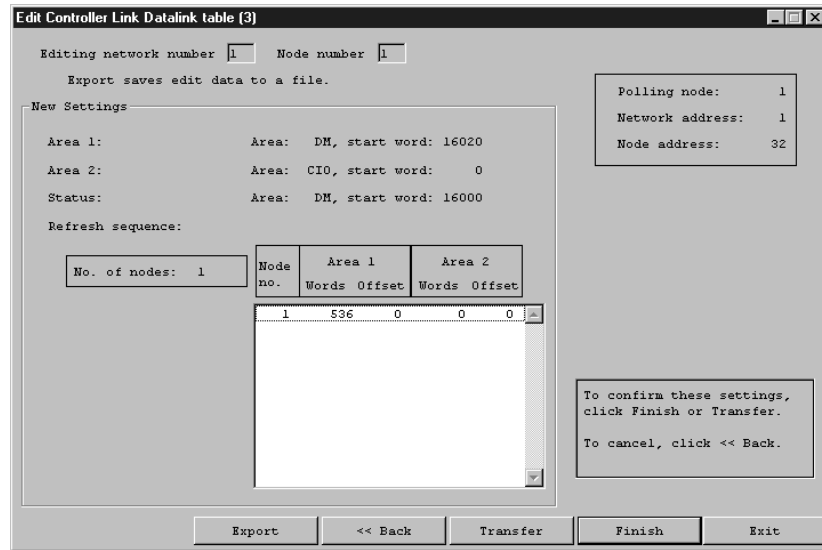 Edit Controller Link Datalink table (3)
Editing network number 1 Node number 1
Export saves edit data to a file.
Polling node: 1
Network address: 1
Node address: 32
New Settings
Area 1: Area: DM, start word: 16020
Area 2: Area: CIO, start word: 0
Status: Area: DM, start word: 16000
Refresh sequence:
No. of nodes: 1
Node no.
Area 1
Words Offset
Area 2
Words Offset
1 536 0 0 0
To confirm these settings,
click Finish or Transfer.
To cancel, click << Back.
Export << Back Transfer Finish Exit